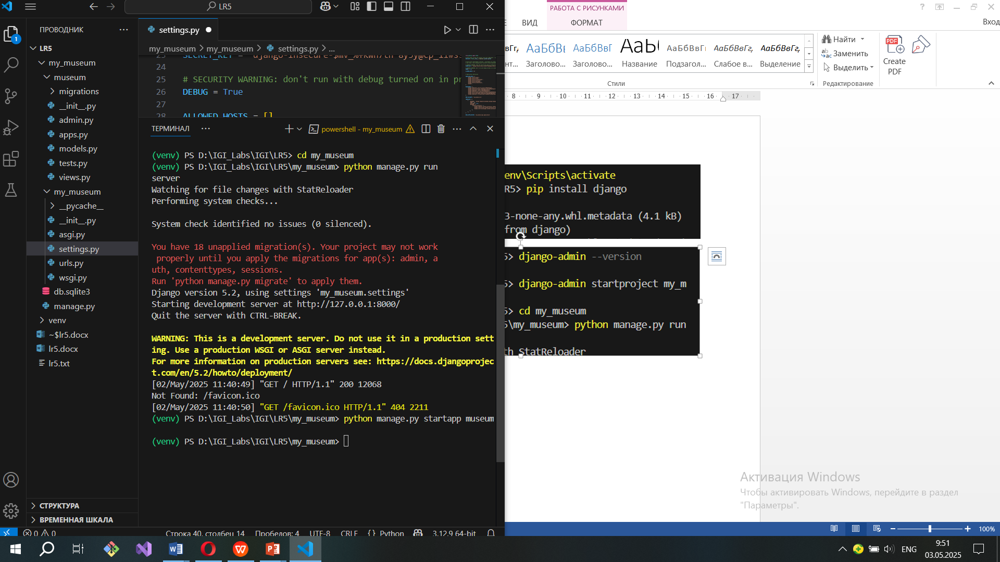 LR5
ПРОВОДНИК
1
LR5
my_museum
museum
migrations
__init__.py
admin.py
apps.py
models.py
tests.py
views.py
my_museum
__pycache__
__init__.py
asgi.py
settings.py
urls.py
wsgi.py
db.sqlite3
manage.py
venv
~$lr5.docx
lr5.docx
lr5.txt
СТРУКТУРА
ВРЕМЕННАЯ ШКАЛА
settings.py
my_museum > my_museum > settings.py > ...
24
25 # SECURITY WARNING: don't run with debug turned on in pr
26 DEBUG = True
27
28 ALLOWED_HOSTS = []
ТЕРМИНАЛ
powershell - my_museum
(venv) PS D:\IGI_Labs\IGI\LR5> cd my_museum
(venv) PS D:\IGI_Labs\IGI\LR5\my_museum> python manage.py run
server
Watching for file changes with StatReloader
Performing system checks...
System check identified no issues (0 silenced).
You have 18 unapplied migration(s). Your project may not work
properly until you apply the migrations for app(s): admin, a
uth, contenttypes, sessions.
Run 'python manage.py migrate' to apply them.
Django version 5.2, using settings 'my_museum.settings'
Starting development server at http://127.0.0.1:8000/
Quit the server with CTRL-BREAK.
WARNING: This is a development server. Do not use it in a production sett
ing. Use a production WSGI or ASGI server instead.
For more information on production servers see: https://docs.djangoprojec
t.com/en/5.2/howto/deployment/
[02/May/2025 11:40:49] "GET / HTTP/1.1" 200 12068
Not Found: /favicon.ico
[02/May/2025 11:40:50] "GET /favicon.ico HTTP/1.1" 404 2211
(venv) PS D:\IGI_Labs\IGI\LR5\my_museum> python manage.py startapp museum
(venv) PS D:\IGI_Labs\IGI\LR5\my_museum>
0 0
Строка 40, столбец 14 Пробелов: 4 UTF-8 CRLF {} Python 3.12.9 64-bit
РАБОТА С РИСУНКАМИ
ВИД ФОРМАТ
Вход
АаБбВ АаБбВвГ АаБбВвГг АаБбВвГг, АаБбВвГг,
нт... Заголово... Заголово... Название Подзагол... Слабое в... Выделение
Стили
Найти
Заменить
Выделить
Редактирование
Create
PDF
8 9 10 11 12 13 14 15 16 17
env\Scripts\activate
R5> pip install django
3-none-any.whl.metadata (4.1 kB)
from django)
5> django-admin --version
5> django-admin startproject my_m
5> cd my_museum
5\my_museum> python manage.py run
th StatReloader
Активация Windows
Чтобы активировать Windows, перейдите в раздел
"Параметры".
100%
ENG
9:51
03.05.2025